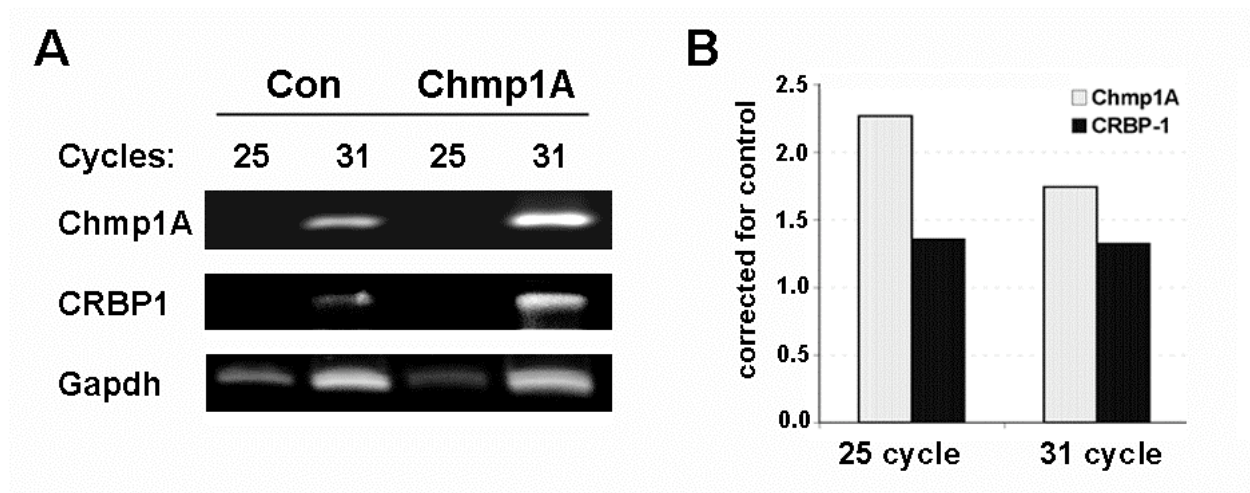 A
Con Chmp1A
Cycles: 25 31 25 31
Chmp1A
CRBP1
Gapdh
B
corrected for control
2.5
2.0
1.5
1.0
0.5
0.0
Chmp1A
CRBP-1
25 cycle 31 cycle